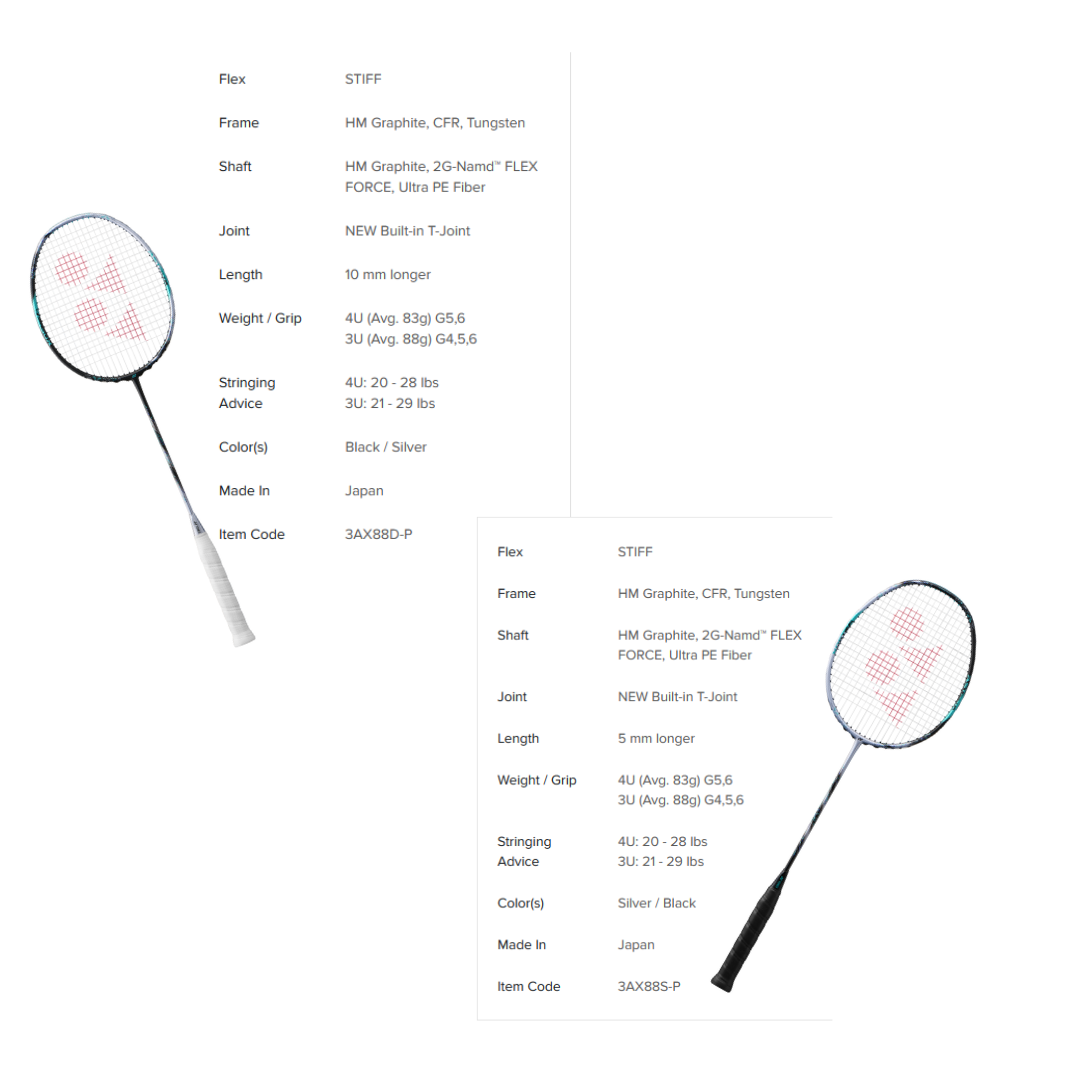 Flex STIFF
Frame HM Graphite, CFR, Tungsten
Shaft HM Graphite, 2G-Namd™ FLEX
FORCE, Ultra PE Fiber
Joint NEW Built-in T-Joint
Length 10 mm longer
Weight / Grip 4U (Avg. 83g) G5,6
3U (Avg. 88g) G4,5,6
Stringing 4U: 20 - 28 lbs
Advice 3U: 21 - 29 lbs
Color(s) Black / Silver
Made In Japan
Item Code 3AX88D-P
Flex STIFF
Frame HM Graphite, CFR, Tungsten
Shaft HM Graphite, 2G-Namd™ FLEX
FORCE, Ultra PE Fiber
Joint NEW Built-in T-Joint
Length 5 mm longer
Weight / Grip 4U (Avg. 83g) G5,6
3U (Avg. 88g) G4,5,6
Stringing 4U: 20 - 28 lbs
Advice 3U: 21 - 29 lbs
Color(s) Silver / Black
Made In Japan
Item Code 3AX88S-P